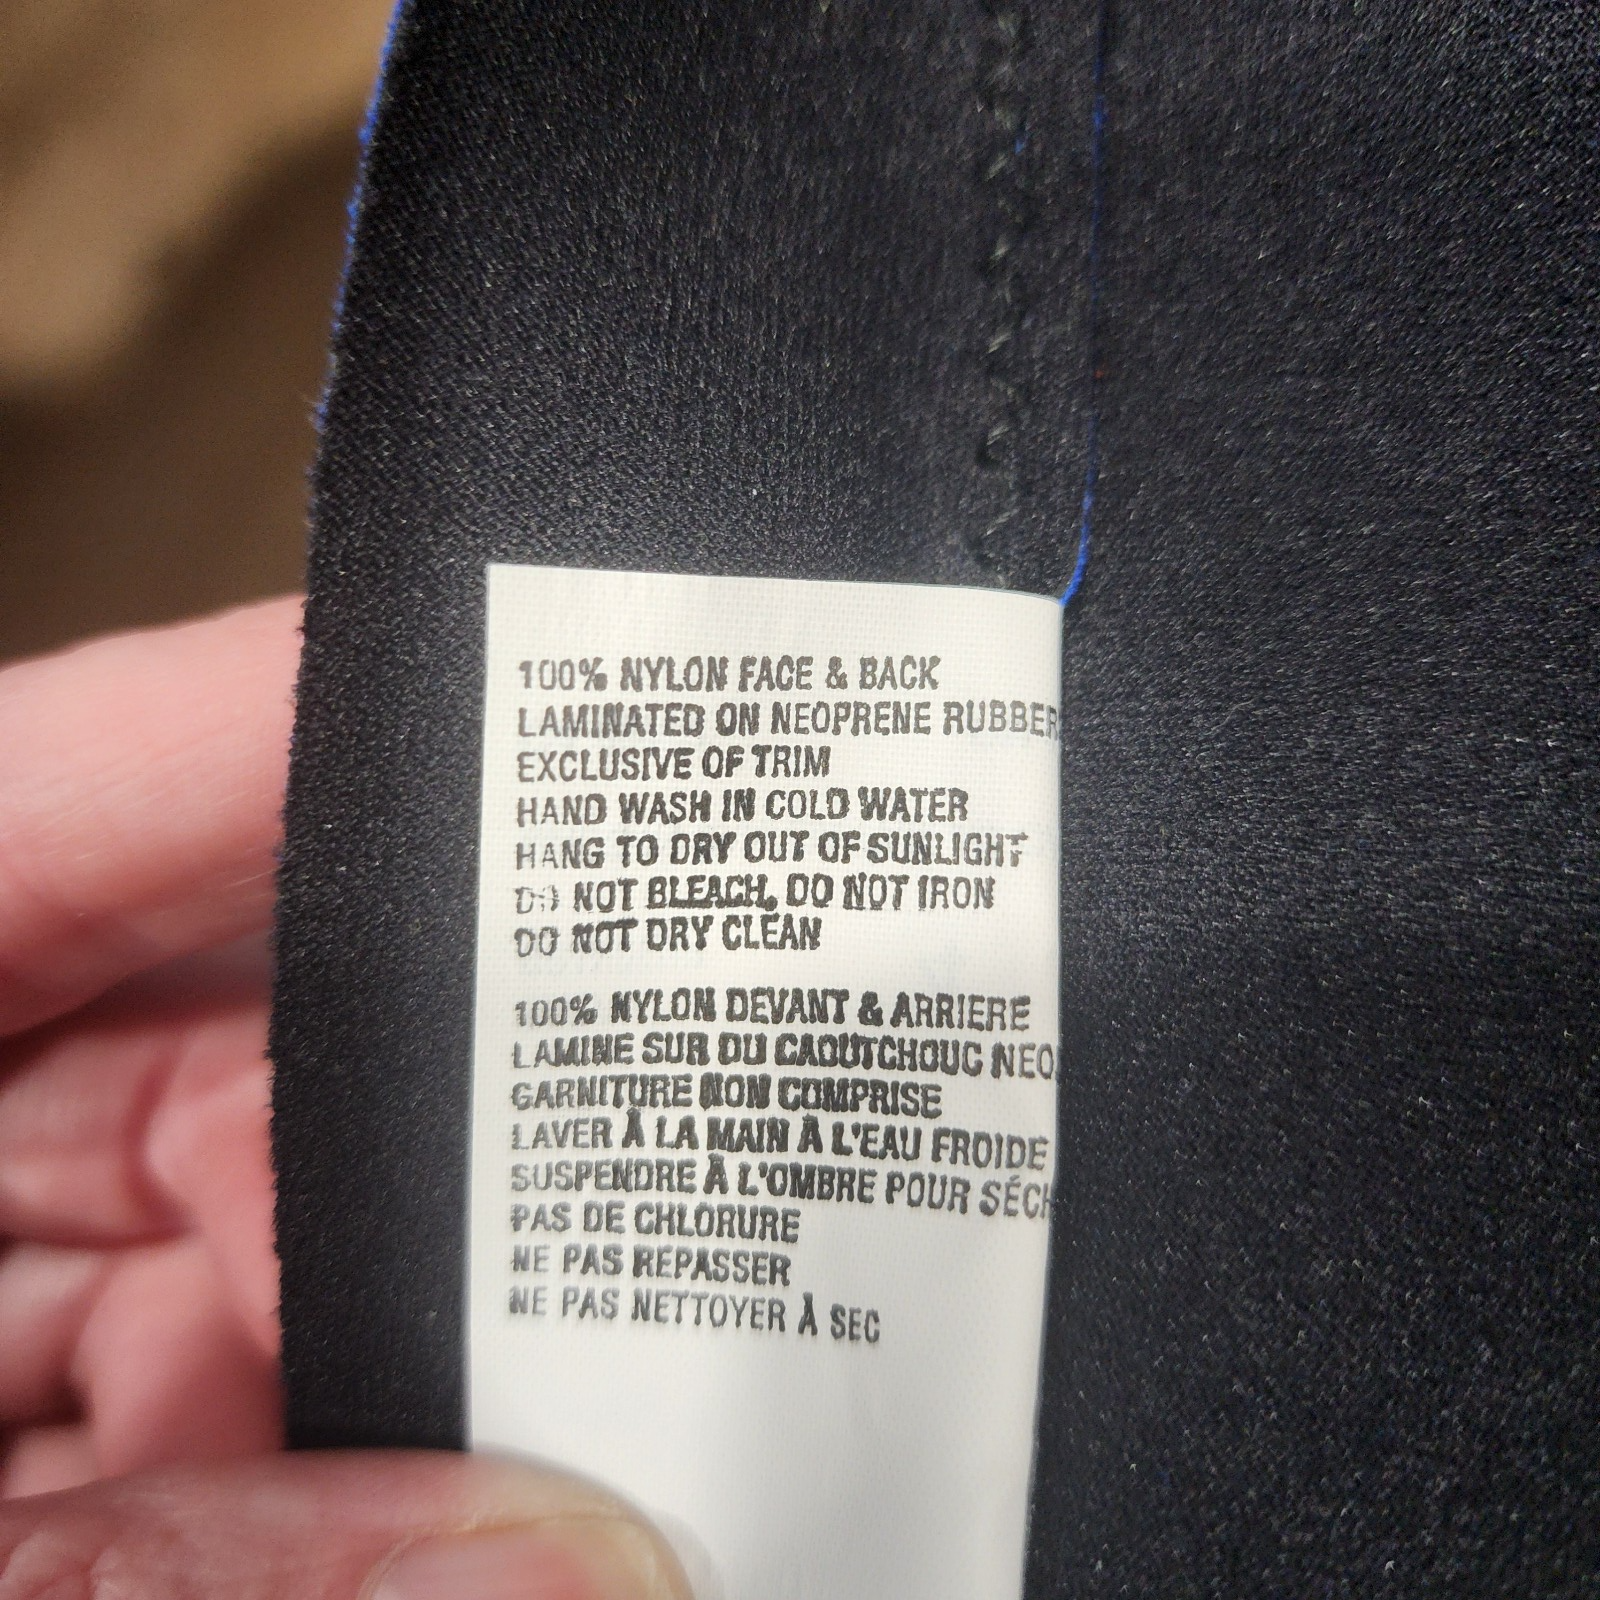 100% NYLON FACE & BACK
LAMINATED ON NEOPRENE RUBBER
EXCLUSIVE OF TRIM
HAND WASH IN COLD WATER
HANG TO DRY OUT OF SUNLIGHT
DO NOT BLEACH. DO NOT IRON
DO NOT DRY CLEAN
100% NYLON DEVANT & ARRIERE
LAMINE SUR DU CAOUTCHOUC
GARNITURE NON COMPRISE
LAVER À LA MAIN À L'EAU FROIDE
SUSPENDRE À L'OMBRE POUR
PAS DE CHLORURE
NE PAS REPASSER
NE PAS NETTOYER À SEC